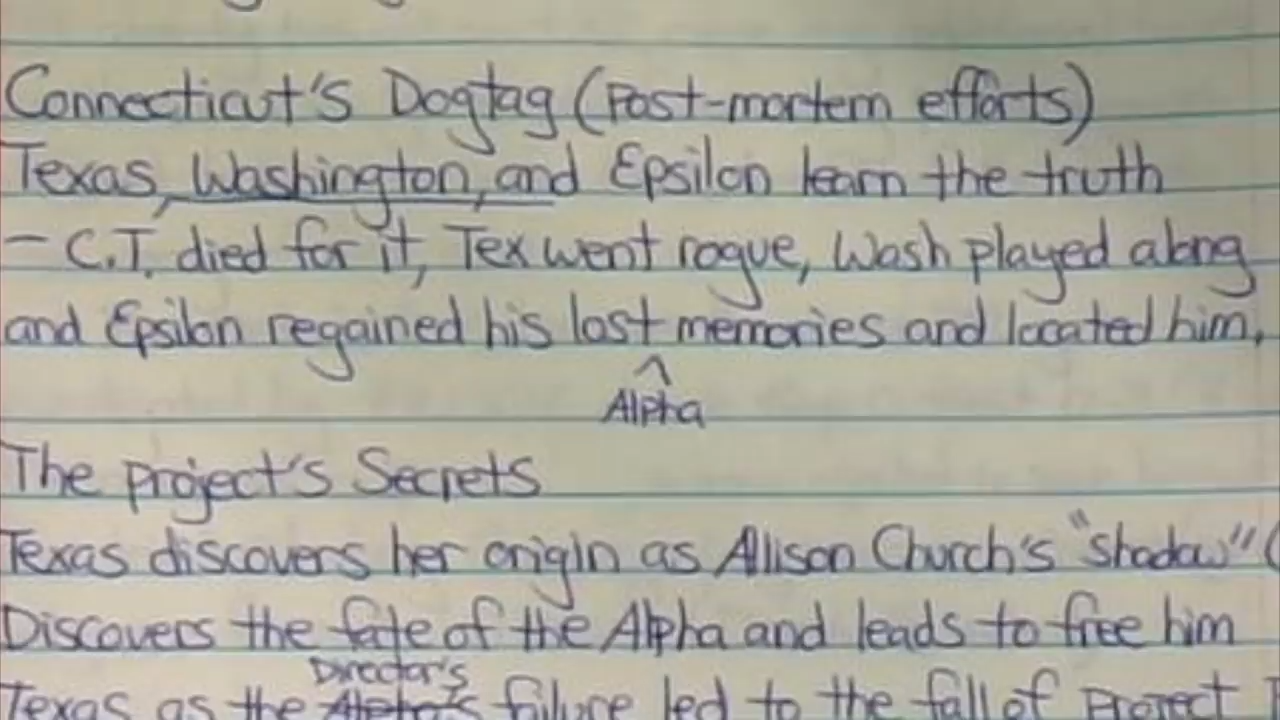 Connecticut's Dogtag (Post-mortem efforts)
Texas, Washington, and Epsilon learn the truth
- C.T. died for it, Tex went rogue, Wash played along
and Epsilon regained his lost memories and located him.
^
Alpha
The project's Secrets
Texas discovers her origin as Allison Church's "shadow" (
Discovers the fate of the Alpha and leads to free him
Director's
Texas as the Alpha's failure led to the fall of Project